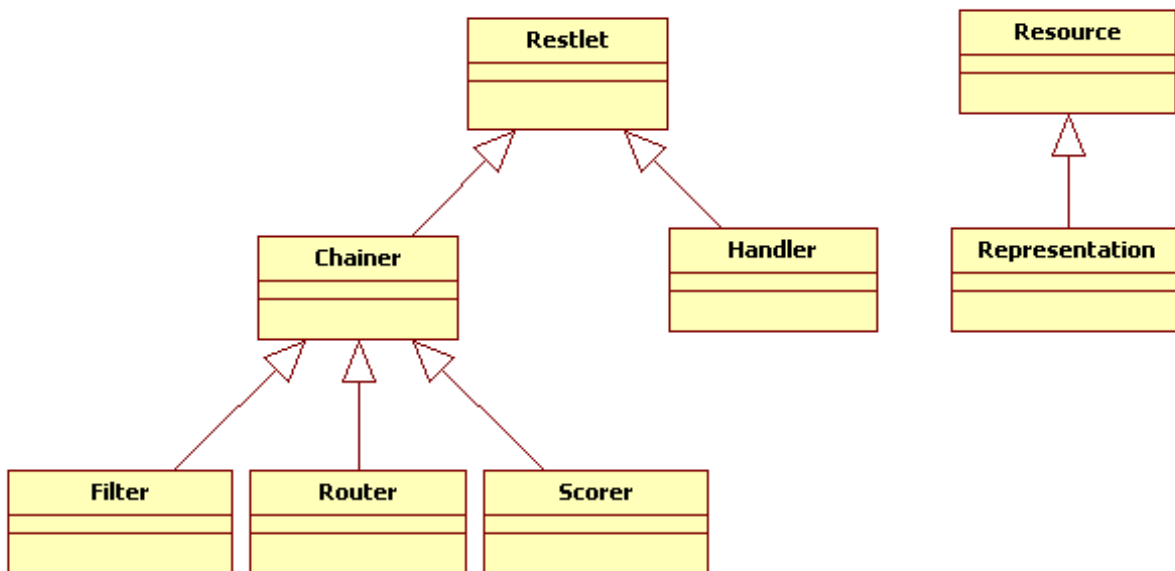 Restlet
Resource
Chainer
Handler
Representation
Filter
Router
Scorer